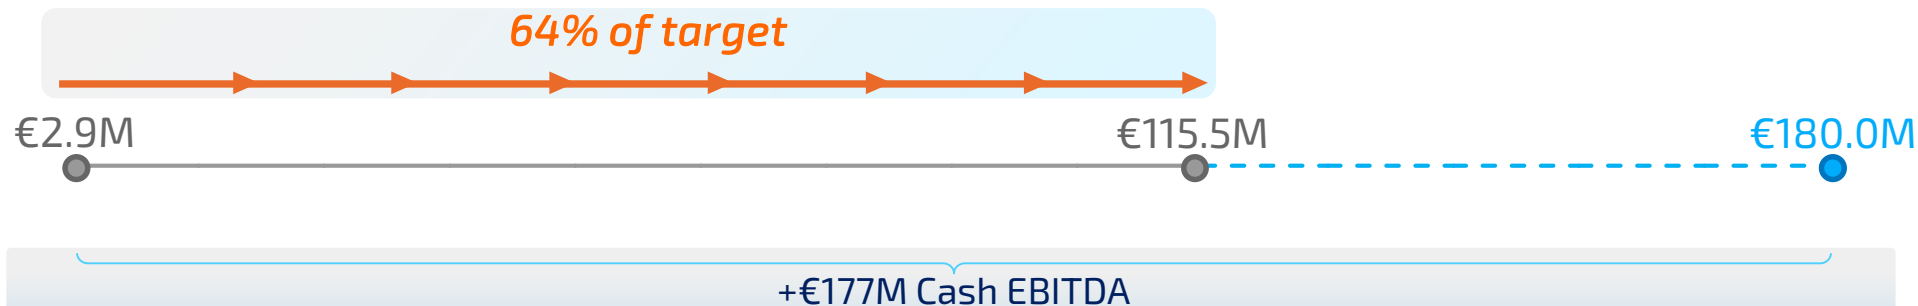 64% of target
€2.9M
€115.5M
€180.0M
+€177M Cash EBITDA